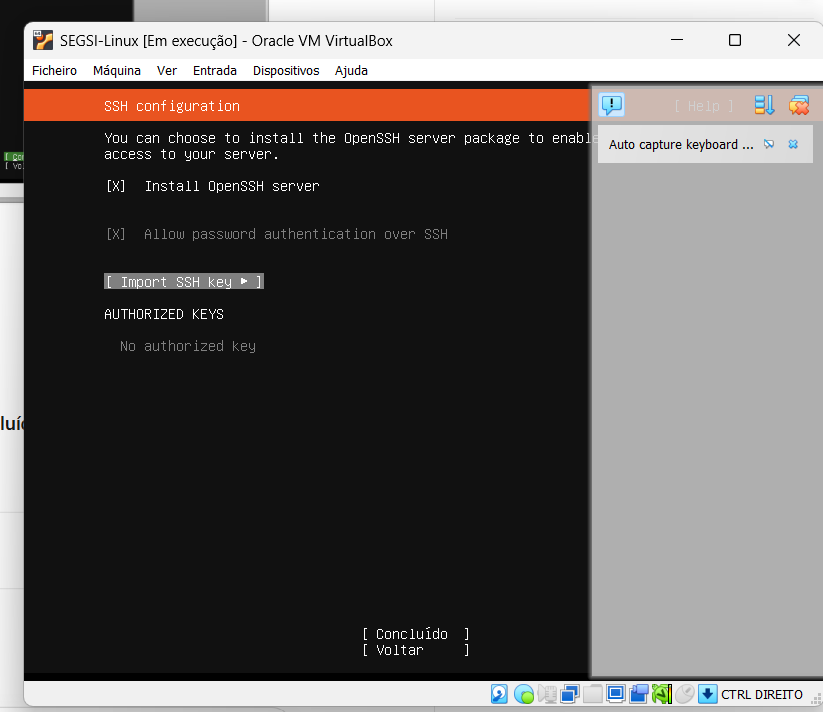 SEGSI-Linux [Em execução] - Oracle VM VirtualBox
Ficheiro Máquina Ver Entrada Dispositivos Ajuda
SSH configuration [ Help ]
You can choose to install the OpenSSH server package to enable
access to your server.
Auto capture keyboard ...
[X] Install OpenSSH server
[X] Allow password authentication over SSH
[ Import SSH key ▸ ]
AUTHORIZED KEYS
No authorized key
[ Concluído ]
[ Voltar ]
CTRL DIREITO